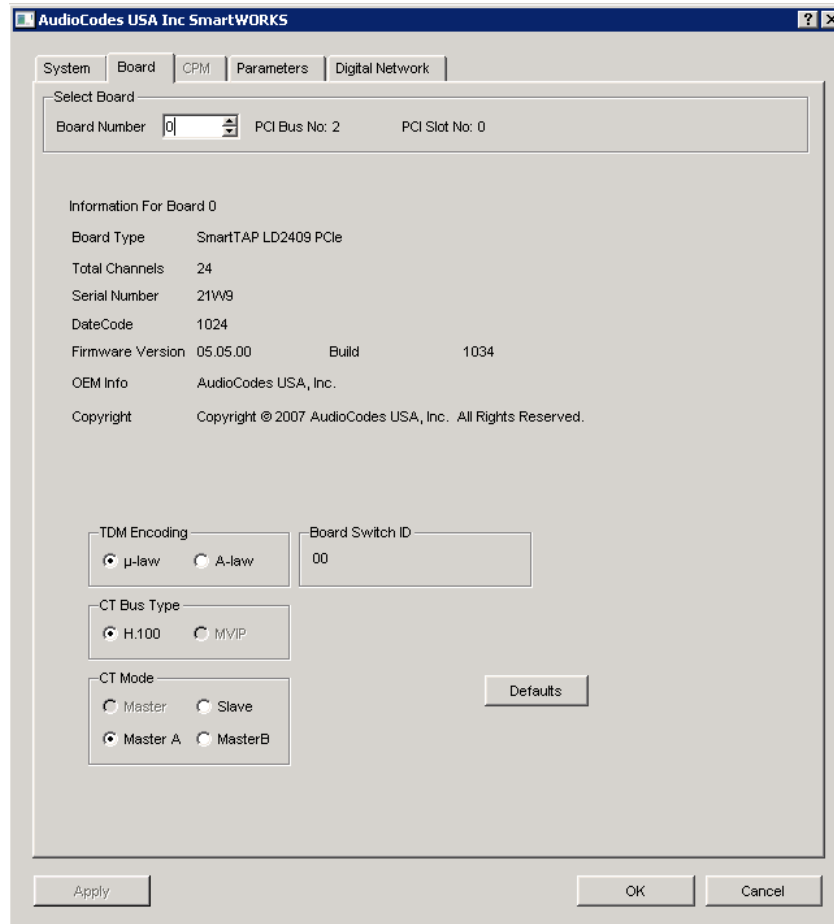 AudioCodes USA Inc SmartWORKS
System Board CPM Parameters Digital Network
Select Board
Board Number 0 PCI Bus No: 2 PCI Slot No: 0
Information For Board 0
Board Type SmartTAP LD2409 PCIe
Total Channels 24
Serial Number 21W9
DateCode 1024
Firmware Version 05.05.00 Build 1034
OEM Info AudioCodes USA, Inc.
Copyright Copyright © 2007 AudioCodes USA, Inc. All Rights Reserved.
TDM Encoding Board Switch ID
µ-law A-law 00
CT Bus Type
H.100 MVIP
CT Mode
Master Slave
Master A MasterB
Defaults
Apply OK Cancel